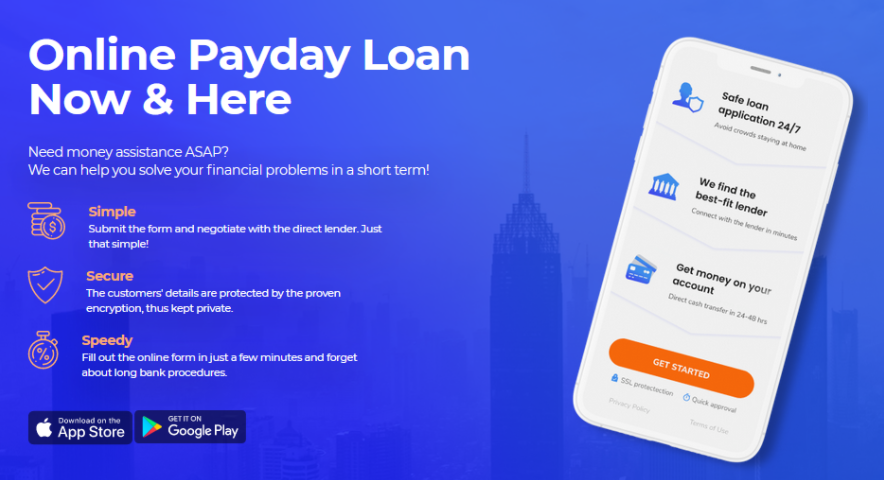 Online Payday Loan
Now & Here
Need money assistance ASAP?
We can help you solve your financial problems in a short term!
Simple
Submit the form and negotiate with the direct lender. Just
that simple!
Secure
The customers' details are protected by the proven
encryption, thus kept private.
Speedy
Fill out the online form in just a few minutes and forget
about long bank procedures.
Download on the
App Store
GET IT ON
Google Play
Safe loan
application 24/7
Avoid crowds staying at home
We find the
best-fit lender
Connect with the lender in minutes
Get money on your
account
Direct cash transfer in 24-48 hrs
GET STARTED
SSL protectection
Quick approval
Privacy Policy
Terms of Use